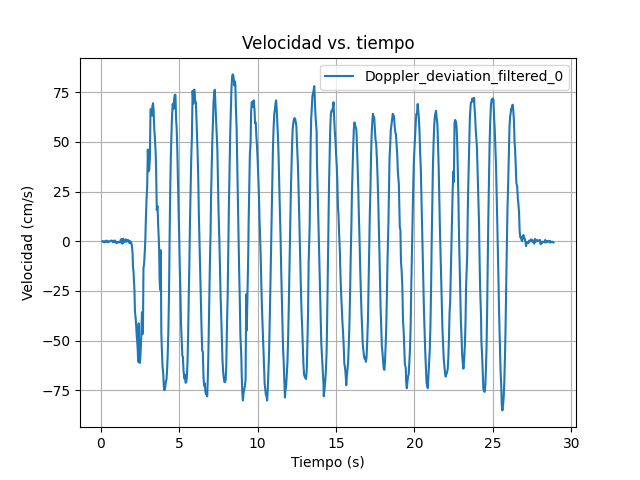 Velocidad vs. tiempo
Doppler_deviation_filtered_0
Velocidad (cm/s)
75
50
25
0
−25
−50
−75
0 5 10 15 20 25 30
Tiempo (s)